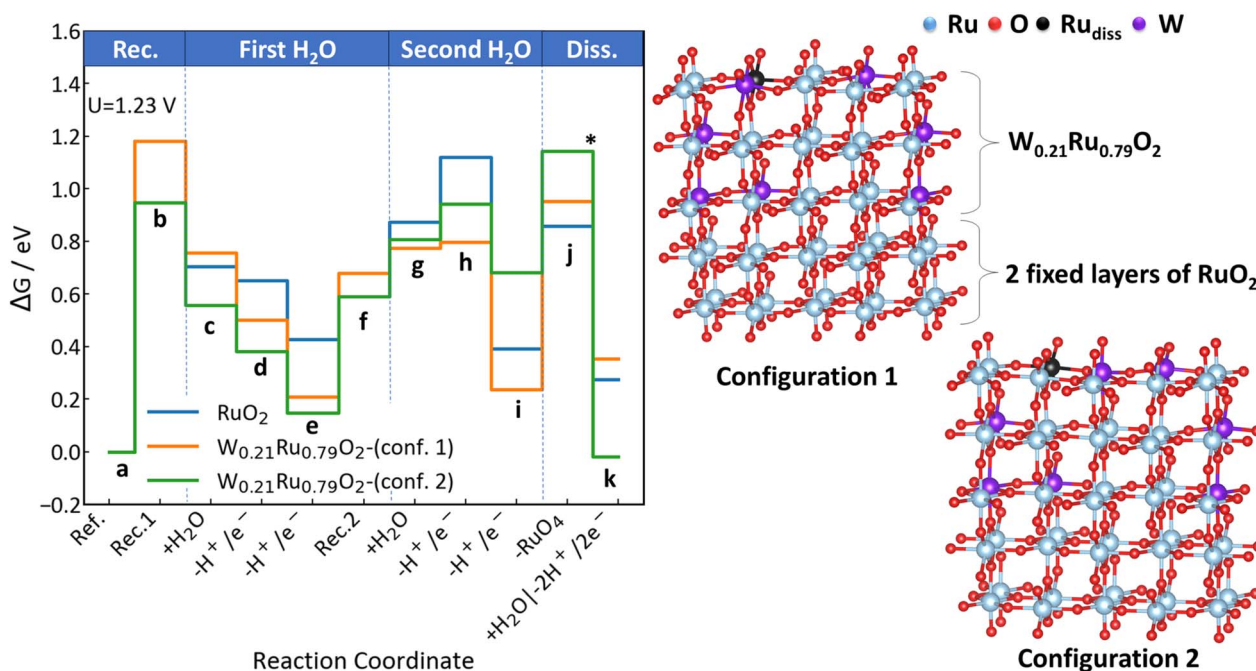 Rec. First H₂O Second H₂O Diss.
U=1.23 V
1.6
1.4
1.2
1.0
0.8
0.6
0.4
0.2
0.0
−0.2
ΔG / eV
a
b
c
d
e
f
g
h
i
j
*
k
RuO₂
W₀.₂₁Ru₀.₇₉O₂-(conf. 1)
W₀.₂₁Ru₀.₇₉O₂-(conf. 2)
Ref.
Rec.1
+H₂O
-H⁺/e⁻
-H⁺/e⁻
Rec.2
+H₂O
-H⁺/e⁻
-H⁺/e⁻
-RuO₄
+H₂O|-2H⁺/2e⁻
Reaction Coordinate
Ru O Ru_diss W
W₀.₂₁Ru₀.₇₉O₂
2 fixed layers of RuO₂
Configuration 1
Configuration 2